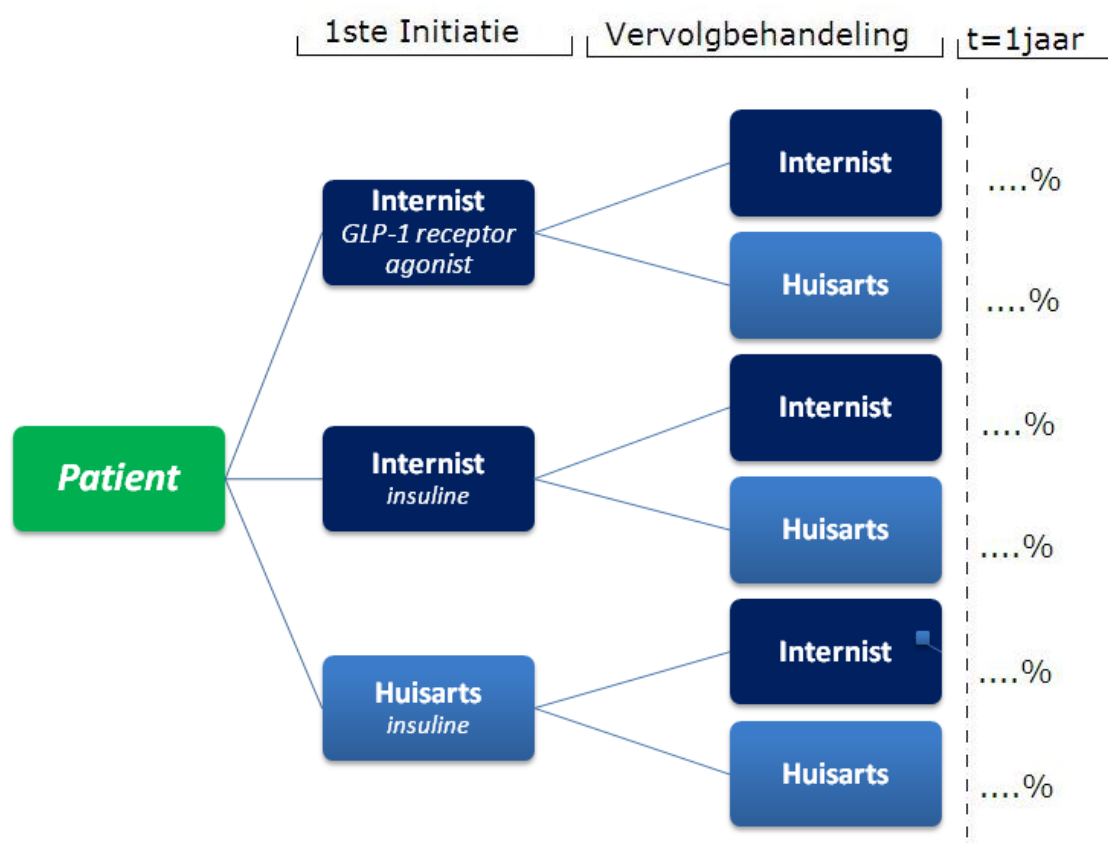 1ste Initiatie
Vervolgbehandeling
t=1jaar
Patient
Internist
GLP-1 receptor
agonist
Internist
....%
Huisarts
....%
Internist
insuline
Internist
....%
Huisarts
....%
Huisarts
insuline
Internist
....%
Huisarts
....%